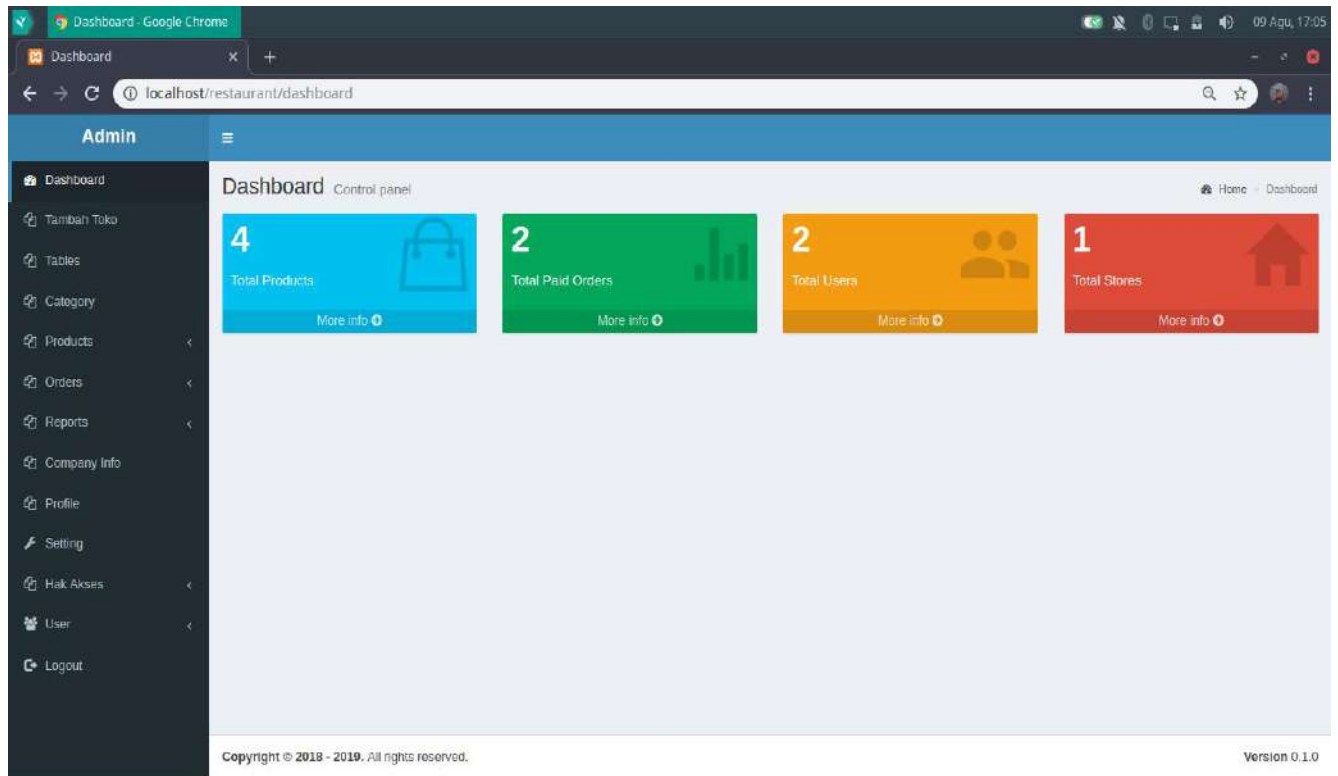 Dashboard - Google Chrome
09 Agu, 17:05
Dashboard
localhost/restaurant/dashboard
Admin
Dashboard
Tambah Toko
Tables
Category
Products
Orders
Reports
Company Info
Profile
Setting
Hak Akses
User
Logout
Dashboard Control panel
Home Dashboard
4
Total Products
More info
2
Total Paid Orders
More info
2
Total Users
More info
1
Total Stores
More info
Copyright © 2018 - 2019. All rights reserved.
Version 0.1.0